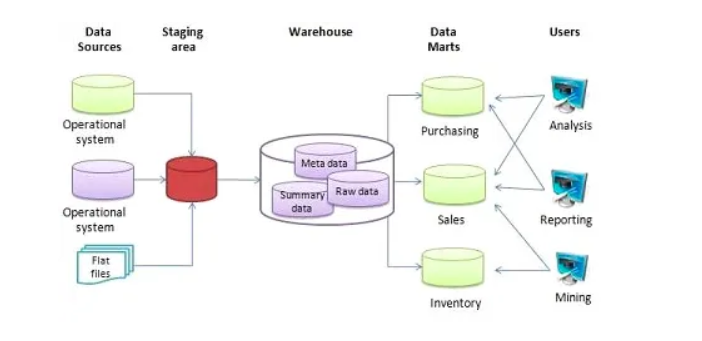 Data
Sources
Staging
area
Warehouse
Data
Marts
Users
Operational
system
Operational
system
Flat
files
Meta data
Summary
data
Raw data
Purchasing
Sales
Inventory
Analysis
Reporting
Mining